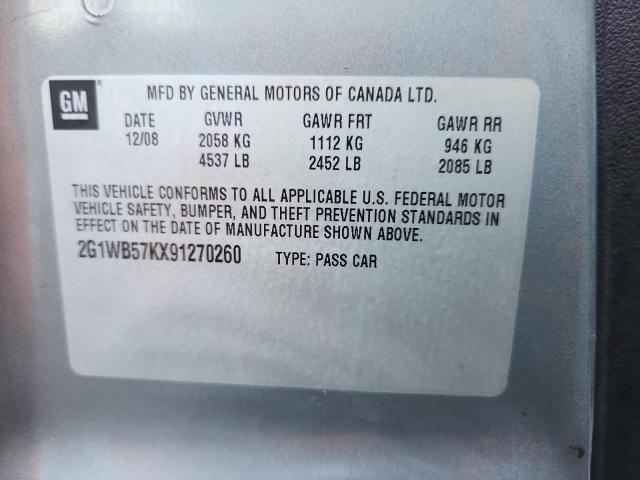 GM
MFD BY GENERAL MOTORS OF CANADA LTD.
DATE GVWR GAWR FRT GAWR RR
12/08 2058 KG 1112 KG 946 KG
4537 LB 2452 LB 2085 LB
THIS VEHICLE CONFORMS TO ALL APPLICABLE U.S. FEDERAL MOTOR
VEHICLE SAFETY, BUMPER, AND THEFT PREVENTION STANDARDS IN
EFFECT ON THE DATE OF MANUFACTURE SHOWN ABOVE.
2G1WB57KX91270260 TYPE: PASS CAR